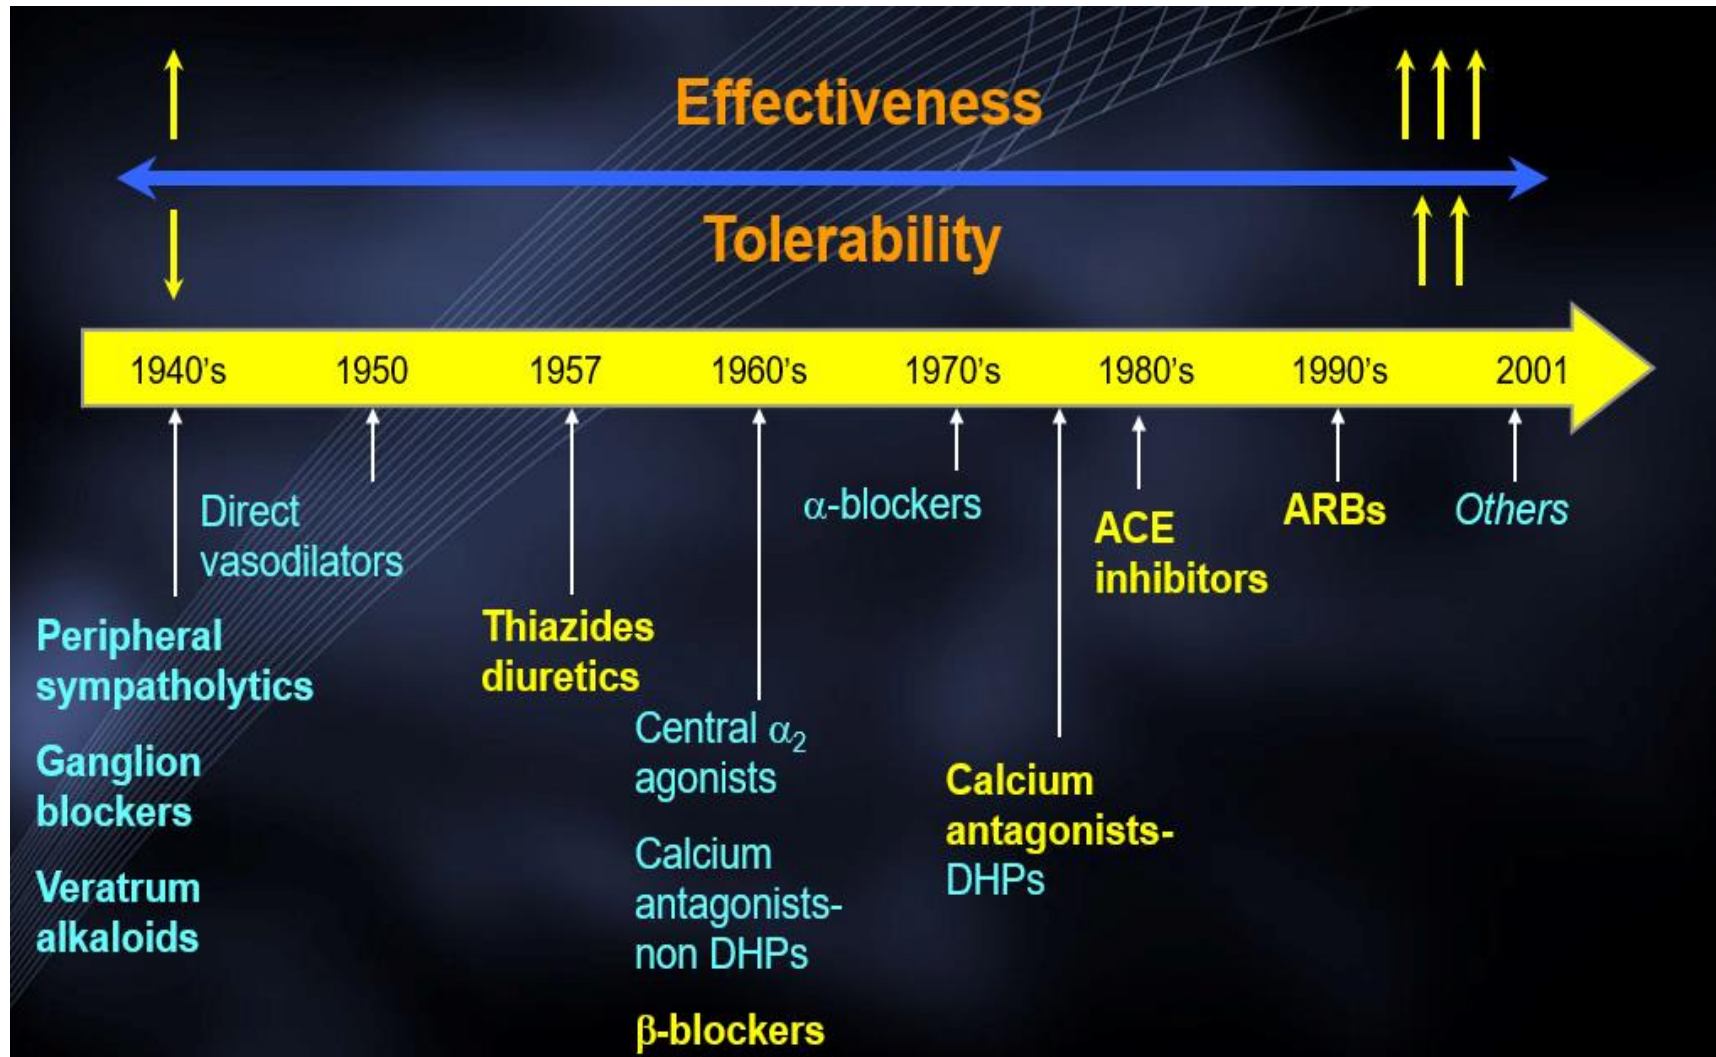 Effectiveness
Tolerability
1940's 1950 1957 1960's 1970's 1980's 1990's 2001
Direct
vasodilators
Peripheral
sympatholytics
Ganglion
blockers
Veratrum
alkaloids
Thiazides
diuretics
Central α₂
agonists
Calcium
antagonists-
non DHPs
β-blockers
α-blockers
Calcium
antagonists-
DHPs
ACE
inhibitors
ARBs
Others